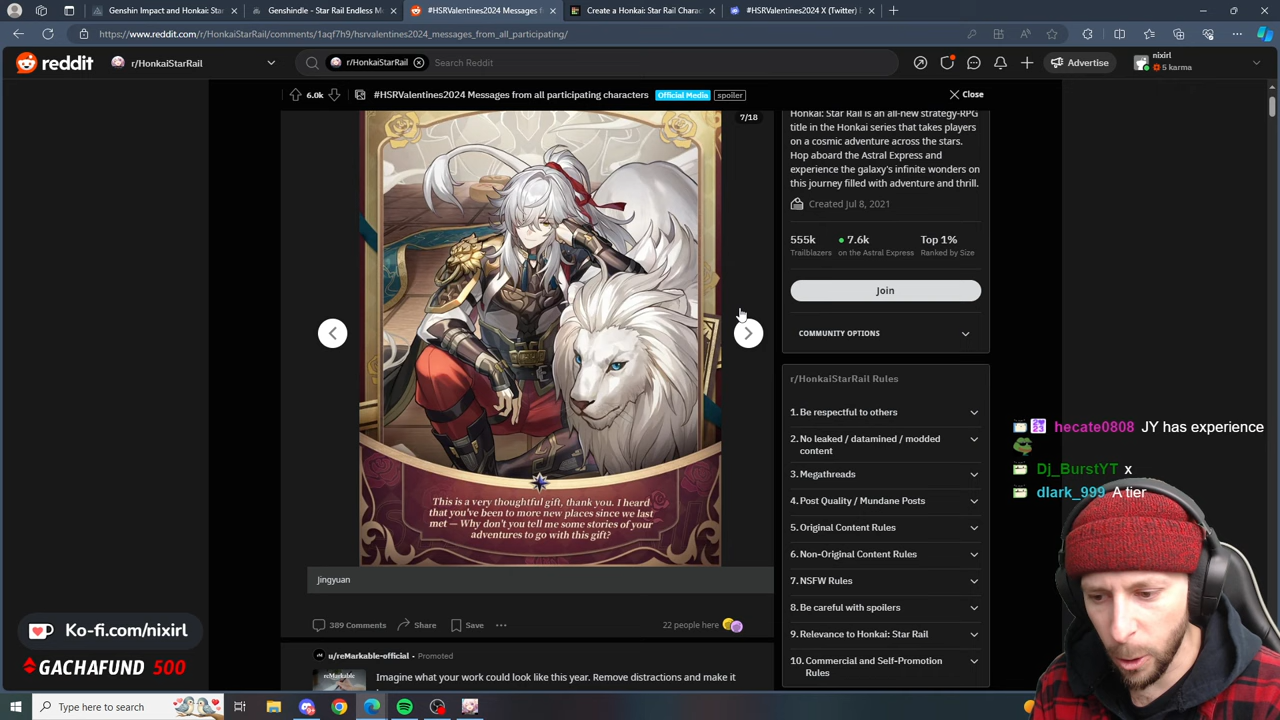 Genshin Impact and Honkai: St
Genshindle - Star Rail Endless M
#HSRValentines2024 Messages f
Create a Honkai: Star Rail Charac
#HSRValentines2024 X (Twitter)
https://www.reddit.com/r/HonkaiStarRail/comments/1aqf7h9/hsrvalentines2024_messages_from_all_participating/
reddit
r/HonkaiStarRail
r/HonkaiStarRail
Search Reddit
Advertise
nixirl
5 karma
6.0k
#HSRValentines2024 Messages from all participating characters
Official Media
spoiler
Close
7/18
Honkai: Star Rail is an all-new strategy-RPG
title in the Honkai series that takes players
on a cosmic adventure across the stars.
Hop aboard the Astral Express and
experience the galaxy's infinite wonders on
this journey filled with adventure and thrill.
Created Jul 8, 2021
555k
7.6k
Top 1%
Trailblazers
on the Astral Express
Ranked by Size
Join
COMMUNITY OPTIONS
r/HonkaiStarRail Rules
1. Be respectful to others
2. No leaked / datamined / modded
content
3. Megathreads
4. Post Quality / Mundane Posts
5. Original Content Rules
6. Non-Original Content Rules
7. NSFW Rules
8. Be careful with spoilers
9. Relevance to Honkai: Star Rail
10. Commercial and Self-Promotion
Rules
This is a very thoughtful gift, thank you. I heard
that you've been to more new places since we last
met — Why don't you tell me some stories of your
adventures to go with this gift?
Jingyuan
389 Comments
Share
Save
22 people here
u/reMarkable-official • Promoted
reMarkable
Imagine what your work could look like this year. Remove distractions and make it
hecate0808 JY has experience
Dj_BurstYT x
dlark_999 A tier
Ko-fi.com/nixirl
GACHAFUND 500
Type here to search